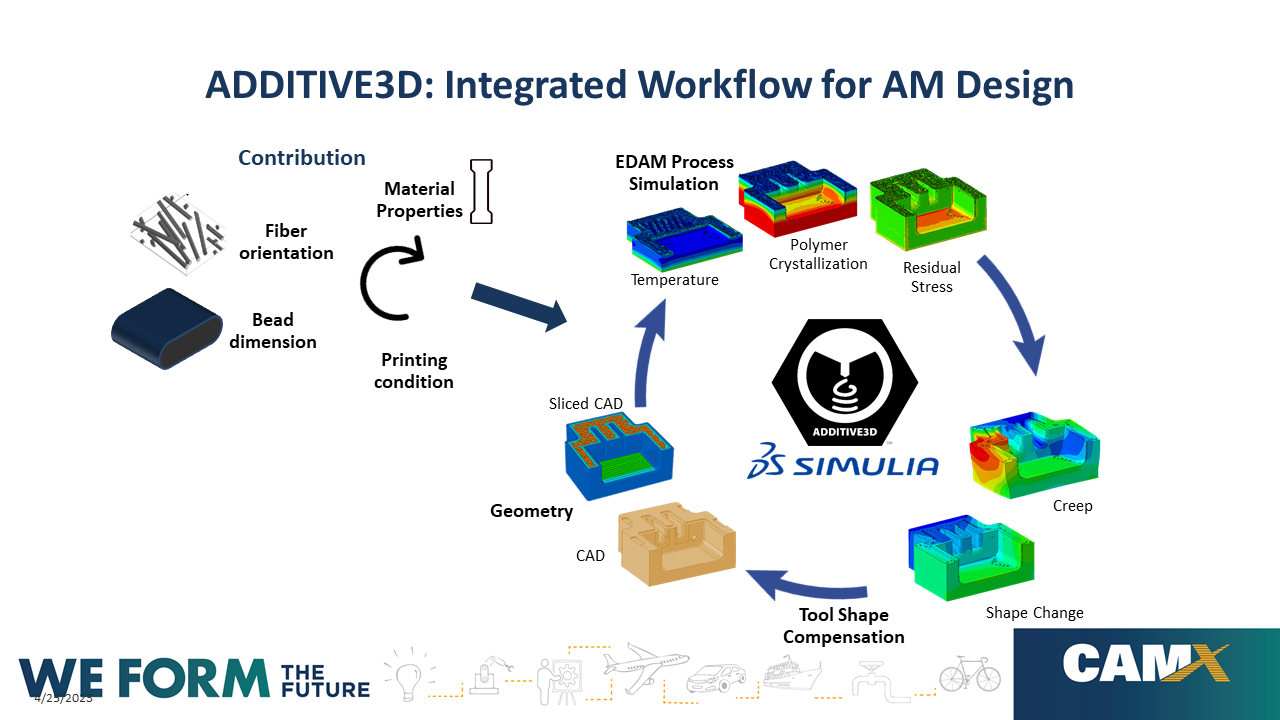 ADDITIVE3D: Integrated Workflow for AM Design
Contribution
Material
Properties
Fiber
orientation
Bead
dimension
Printing
condition
EDAM Process
Simulation
Temperature
Polymer
Crystallization
Residual
Stress
Sliced CAD
Geometry
CAD
ADDITIVE3D
™
SIMULIA
Creep
Shape Change
Tool Shape
Compensation
WE FORM THE
FUTURE
4/25/2023
CAMX